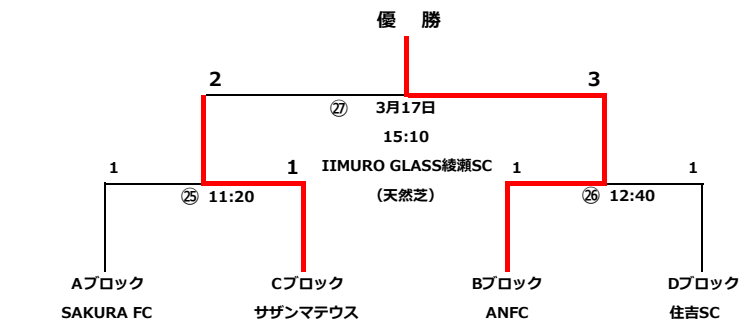 優 勝
2 3
㉗ 3月17日
15:10
1 1 IIMURO GLASS綾瀬SC 1 1
㉕ 11:20 (天然芝) ㉖ 12:40
Aブロック Cブロック Bブロック Dブロック
SAKURA FC サザンマテウス ANFC 住吉SC